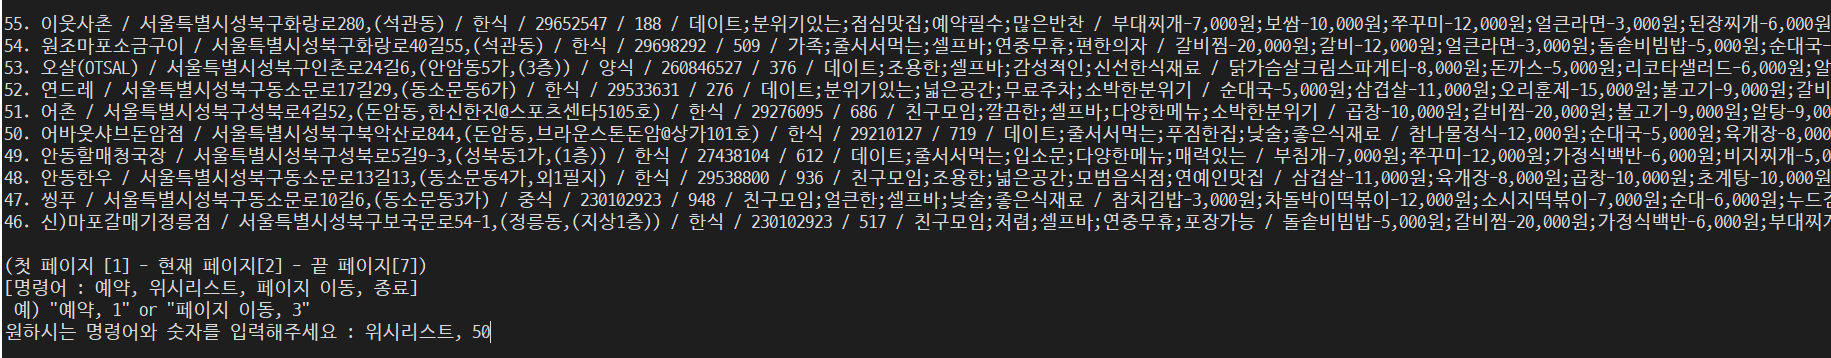 55. 이웃사촌 / 서울특별시성북구화랑로280,(석관동) / 한식 / 29652547 / 188 / 데이트;분위기있는;점심맛집;예약필수;많은반찬 / 부대찌개-7,000원;보쌈-10,000원;쭈꾸미-12,000원;얼큰라면-3,000원;된장찌개-6,000원
54. 원조마포소금구이 / 서울특별시성북구화랑로40길55,(석관동) / 한식 / 29698292 / 509 / 가족;줄서서먹는;셀프바;연중무휴;편한의자 / 갈비찜-20,000원;갈비-12,000원;얼큰라면-3,000원;돌솥비빔밥-5,000원;순대국-
53. 오샬(OTSAL) / 서울특별시성북구인촌로24길6,(안암동5가,(3층)) / 양식 / 260846527 / 376 / 데이트;조용한;셀프바;감성적인;신선한식재료 / 닭가슴살크림스파게티-8,000원;돈까스-5,000원;리코타샐러드-6,000원;알
52. 연드레 / 서울특별시성북구동소문로17길29,(동소문동6가) / 한식 / 29533631 / 276 / 데이트;분위기있는;넓은공간;무료주차;소박한분위기 / 순대국-5,000원;삼겹살-11,000원;오리훈제-15,000원;불고기-9,000원;갈비
51. 어촌 / 서울특별시성북구성북로4길52,(돈암동,한신한진@스포츠센타5105호) / 한식 / 29276095 / 686 / 친구모임;깔끔한;셀프바;다양한메뉴;소박한분위기 / 곱창-10,000원;갈비찜-20,000원;불고기-9,000원;알탕-9,00
50. 어바웃샤브돈암점 / 서울특별시성북구북악산로844,(돈암동,브라운스톤돈암@상가101호) / 한식 / 29210127 / 719 / 데이트;줄서서먹는;푸짐한집;낮술;좋은식재료 / 참나물정식-12,000원;순대국-5,000원;육개장-8,000
49. 안동할매청국장 / 서울특별시성북구성북로5길9-3,(성북동1가,(1층)) / 한식 / 27438104 / 612 / 데이트;줄서서먹는;입소문;다양한메뉴;매력있는 / 부침개-7,000원;쭈꾸미-12,000원;가정식백반-6,000원;비지찌개-5,0
48. 안동한우 / 서울특별시성북구동소문로13길13,(동소문동4가,외1필지) / 한식 / 29538800 / 936 / 친구모임;조용한;넓은공간;모범음식점;연예인맛집 / 삼겹살-11,000원;육개장-8,000원;곱창-10,000원;초계탕-10,000원
47. 씽푸 / 서울특별시성북구동소문로10길6,(동소문동3가) / 중식 / 230102923 / 948 / 친구모임;얼큰한;셀프바;낮술;좋은식재료 / 참치김밥-3,000원;차돌박이떡볶이-12,000원;소시지떡볶이-7,000원;순대-6,000원;누드김
46. 신)마포갈매기정릉점 / 서울특별시성북구보국문로54-1,(정릉동,(지상1층)) / 한식 / 230102923 / 517 / 친구모임;저렴;셀프바;연중무휴;포장가능 / 돌솥비빔밥-5,000원;갈비찜-20,000원;가정식백반-6,000원;부대찌개
(첫 페이지 [1] - 현재 페이지[2] - 끝 페이지[7])
[명령어 : 예약, 위시리스트, 페이지 이동, 종료]
예) "예약, 1" or "페이지 이동, 3"
원하시는 명령어와 숫자를 입력해주세요 : 위시리스트, 50